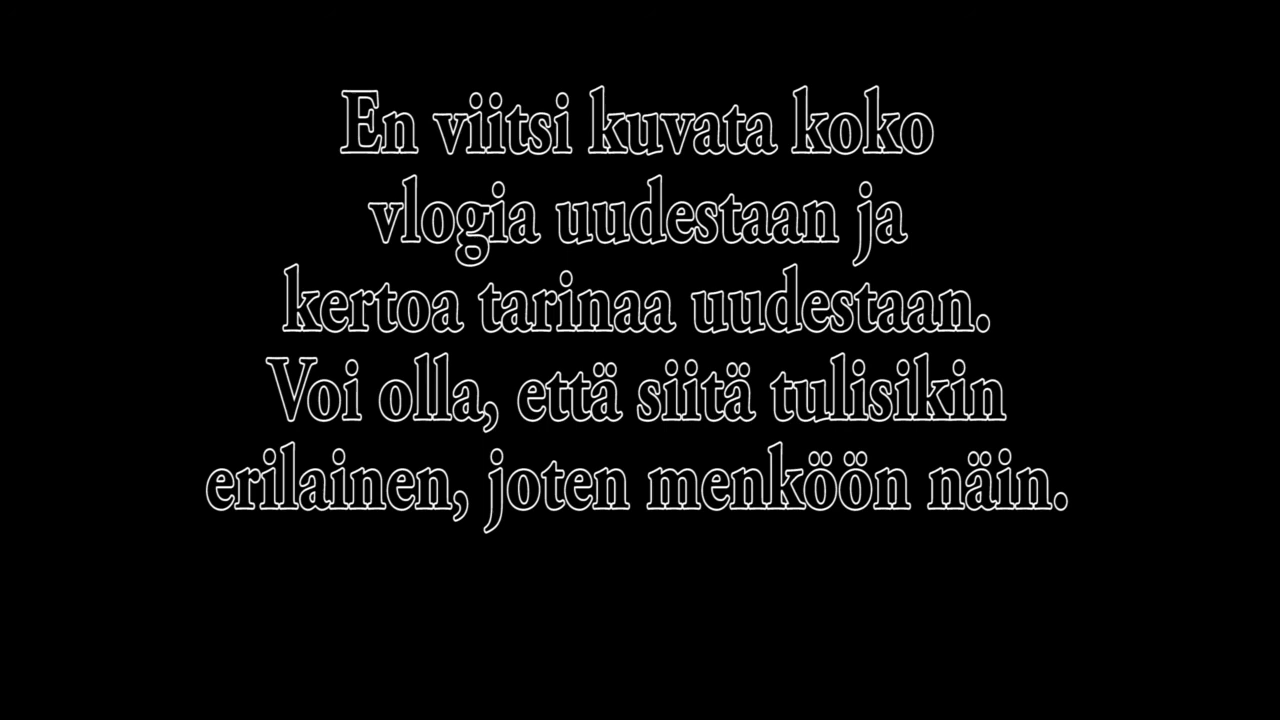 En viitsi kuvata koko
vlogia uudestaan ja
kertoa tarinaa uudestaan.
Voi olla, että siitä tulisikin
erilainen, joten menköön näin.